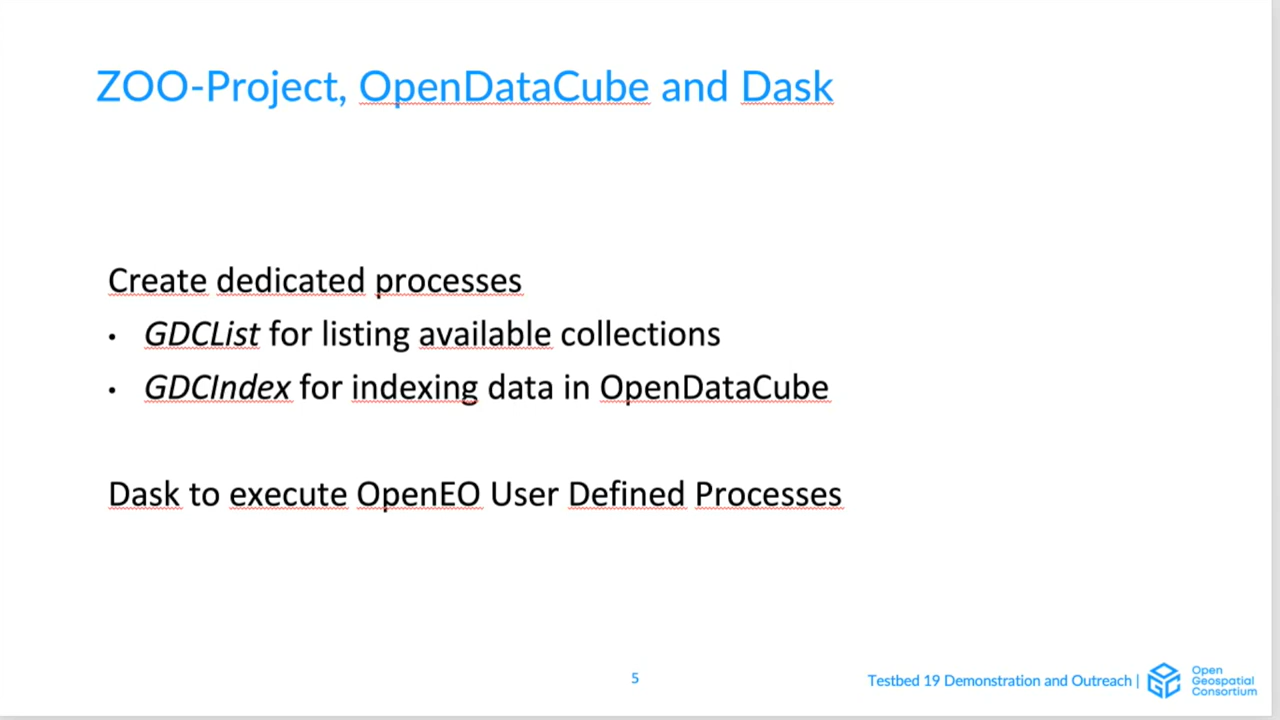 ZOO-Project, OpenDataCube and Dask
Create dedicated processes
• GDCList for listing available collections
• GDCIndex for indexing data in OpenDataCube
Dask to execute OpenEO User Defined Processes
5
Testbed 19 Demonstration and Outreach |
Open
Geospatial
Consortium